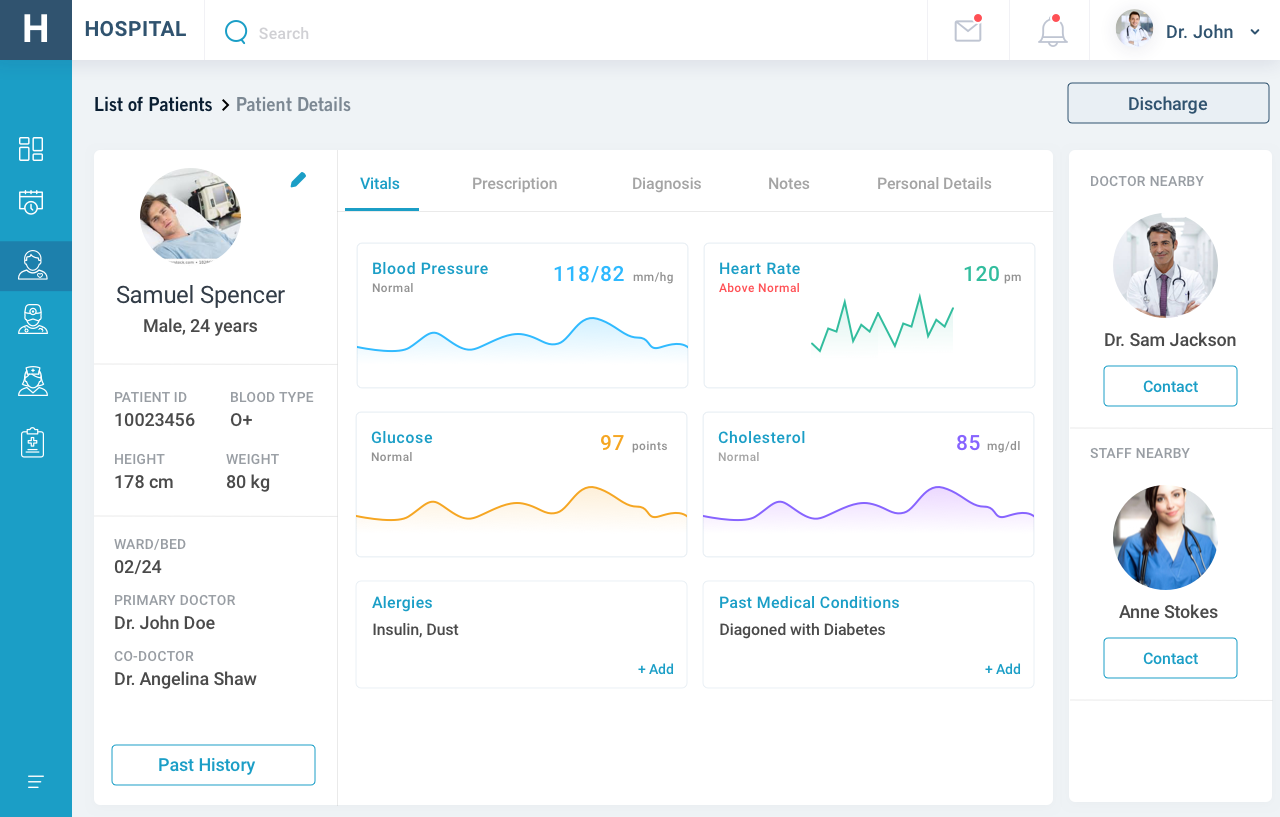 H
HOSPITAL
Search
Dr. John
List of Patients > Patient Details
Discharge
Samuel Spencer
Male, 24 years
PATIENT ID
10023456
BLOOD TYPE
O+
HEIGHT
178 cm
WEIGHT
80 kg
WARD/BED
02/24
PRIMARY DOCTOR
Dr. John Doe
CO-DOCTOR
Dr. Angelina Shaw
Past History
Vitals
Prescription
Diagnosis
Notes
Personal Details
Blood Pressure
Normal
118/82 mm/hg
Heart Rate
Above Normal
120 pm
Glucose
Normal
97 points
Cholesterol
Normal
85 mg/dl
Alergies
Insulin, Dust
+ Add
Past Medical Conditions
Diagoned with Diabetes
+ Add
DOCTOR NEARBY
Dr. Sam Jackson
Contact
STAFF NEARBY
Anne Stokes
Contact